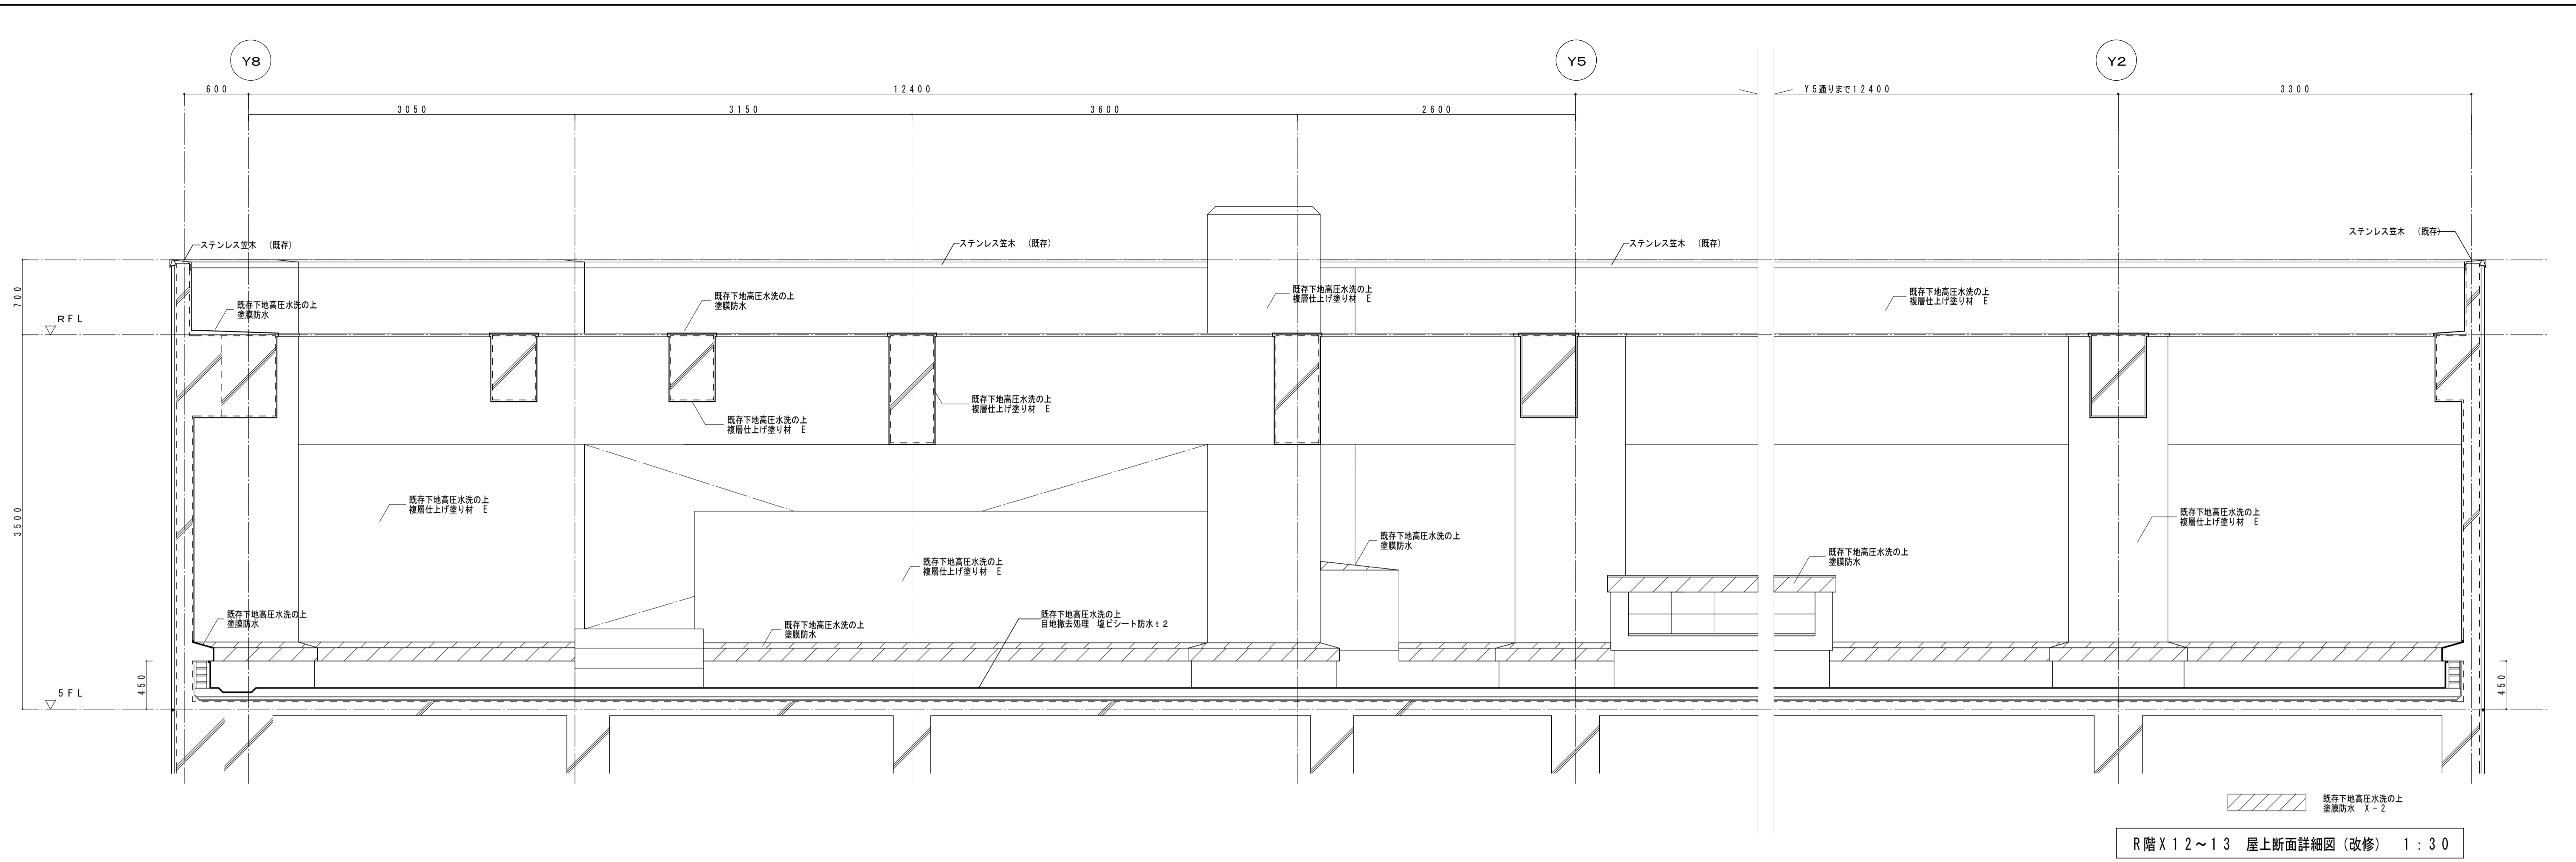 Y8
Y5
Y2
600
12400
Y5通りまで12400
3300
3050
3150
3600
2600
ステンレス笠木　（既存）
ステンレス笠木　（既存）
ステンレス笠木　（既存）
ステンレス笠木　（既存）
700
RFL
既存下地高圧水洗の上
塗膜防水
既存下地高圧水洗の上
塗膜防水
既存下地高圧水洗の上
複層仕上げ塗り材　E
既存下地高圧水洗の上
複層仕上げ塗り材　E
既存下地高圧水洗の上
複層仕上げ塗り材　E
既存下地高圧水洗の上
複層仕上げ塗り材　E
3500
既存下地高圧水洗の上
複層仕上げ塗り材　E
既存下地高圧水洗の上
複層仕上げ塗り材　E
既存下地高圧水洗の上
塗膜防水
既存下地高圧水洗の上
塗膜防水
既存下地高圧水洗の上
複層仕上げ塗り材　E
既存下地高圧水洗の上
塗膜防水
既存下地高圧水洗の上
塗膜防水
既存下地高圧水洗の上
目地撤去処理　塩ビシート防水ｔ2
450
5FL
450
既存下地高圧水洗の上
塗膜防水　X-2
R階X12～13　屋上断面詳細図（改修）　1：30